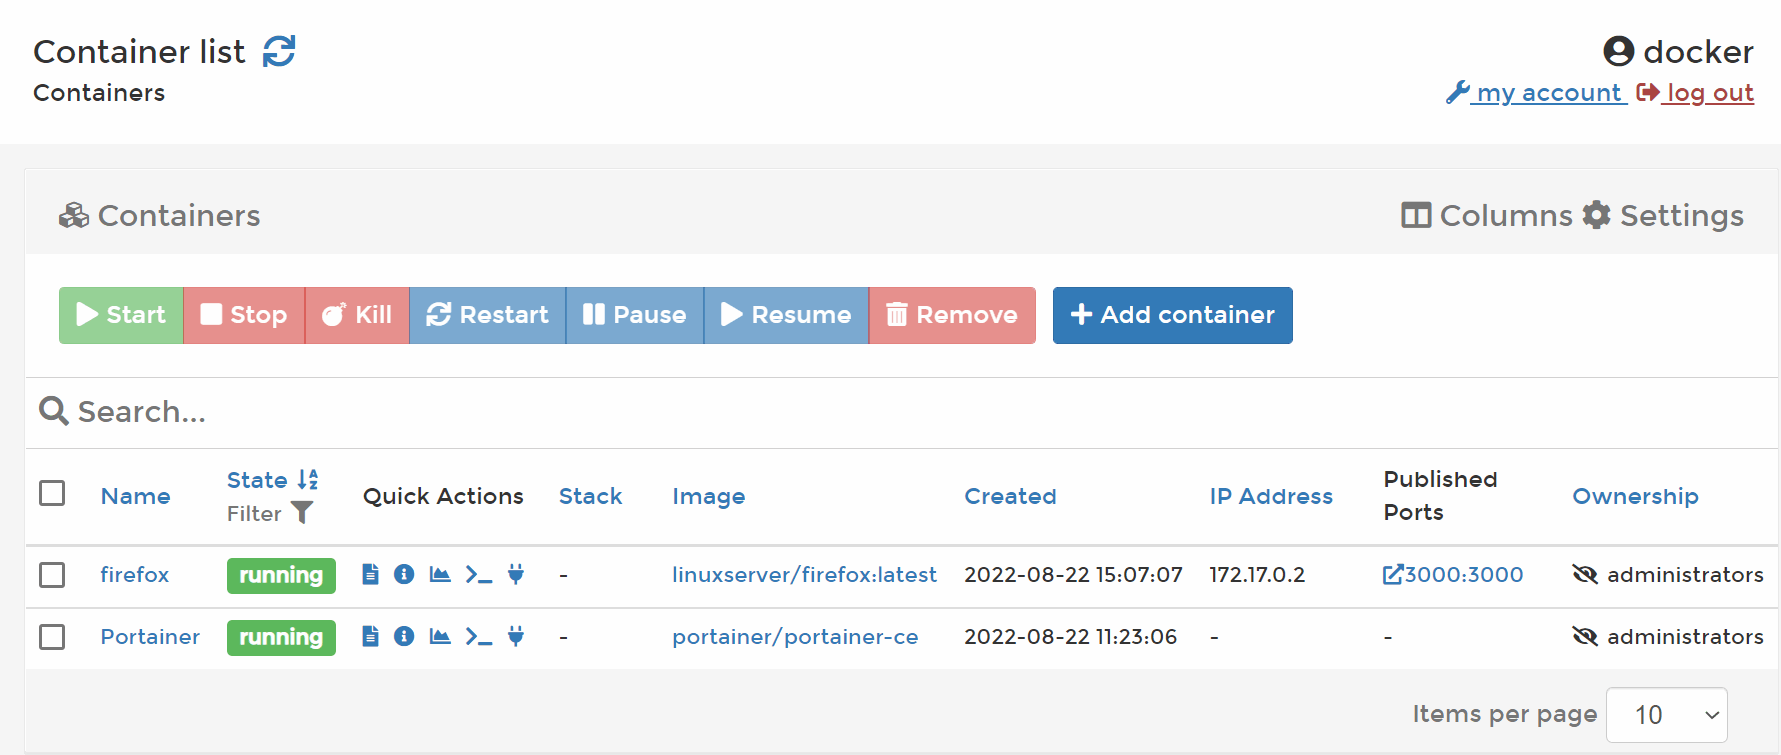 Container list
docker
Containers
my account log out
Containers
Columns Settings
Start Stop Kill Restart Pause Resume Remove Add container
Search...
Name State Filter Quick Actions Stack Image Created IP Address Published Ports Ownership
firefox running - linuxserver/firefox:latest 2022-08-22 15:07:07 172.17.0.2 3000:3000 administrators
Portainer running - portainer/portainer-ce 2022-08-22 11:23:06 - - administrators
Items per page 10